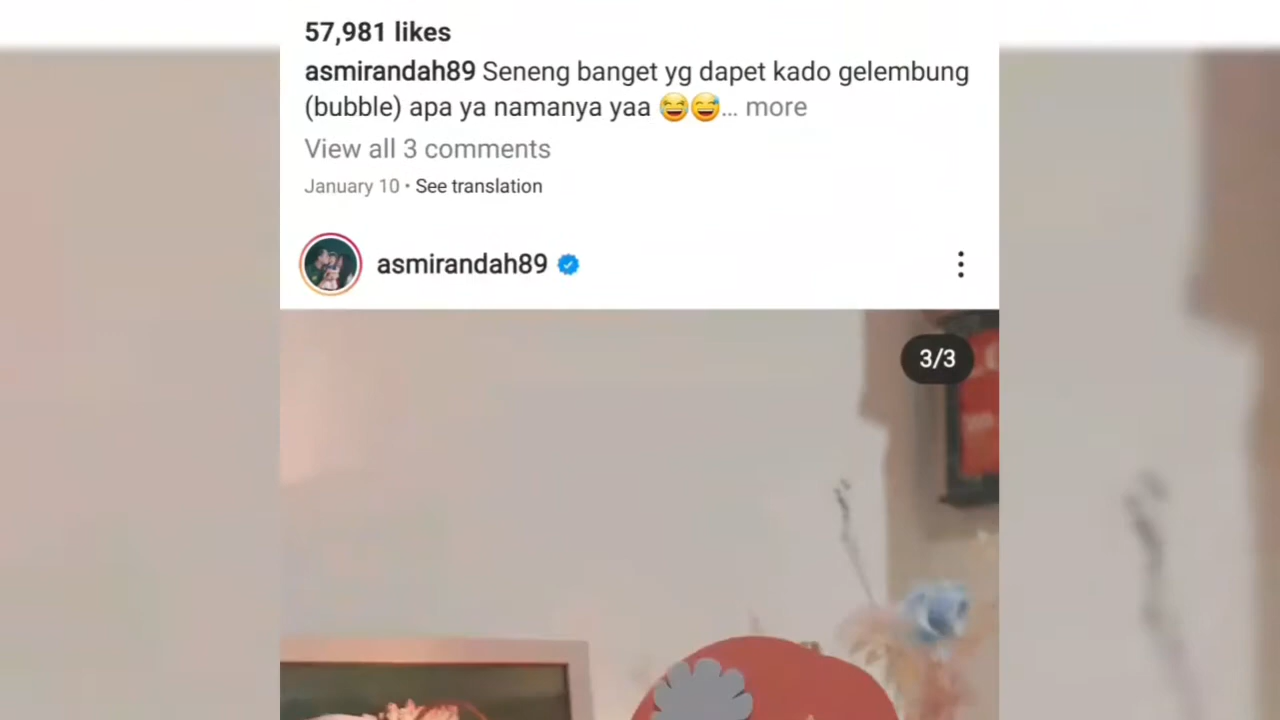 57,981 likes
asmirandah89 Seneng banget yg dapet kado gelembung
(bubble) apa ya namanya yaa 😂😅... more
View all 3 comments
January 10 • See translation
asmirandah89
3/3